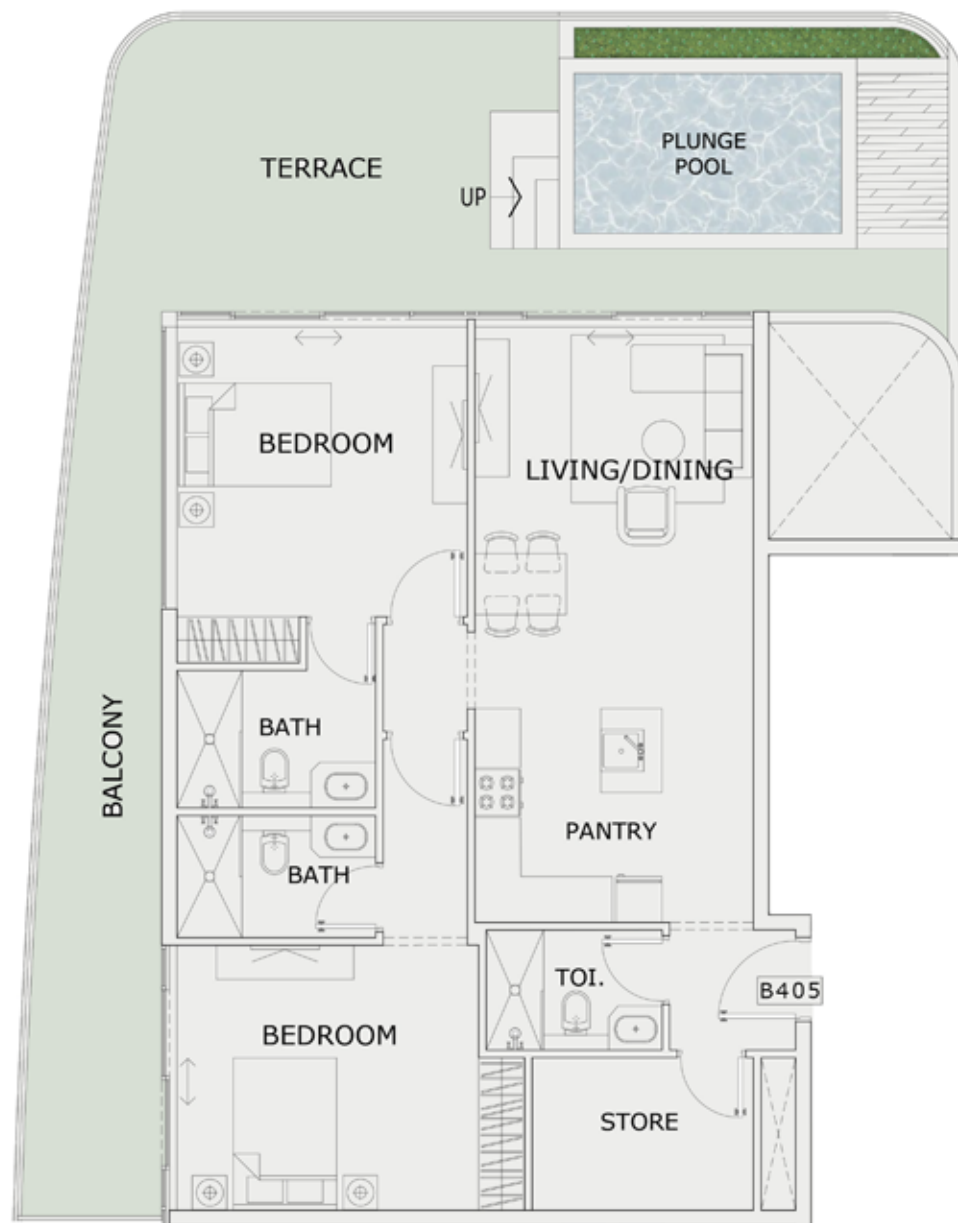 TERRACE
PLUNGE
POOL
UP
BEDROOM
LIVING/DINING
BATH
BALCONY
PANTRY
BATH
TOI.
B405
BEDROOM
STORE